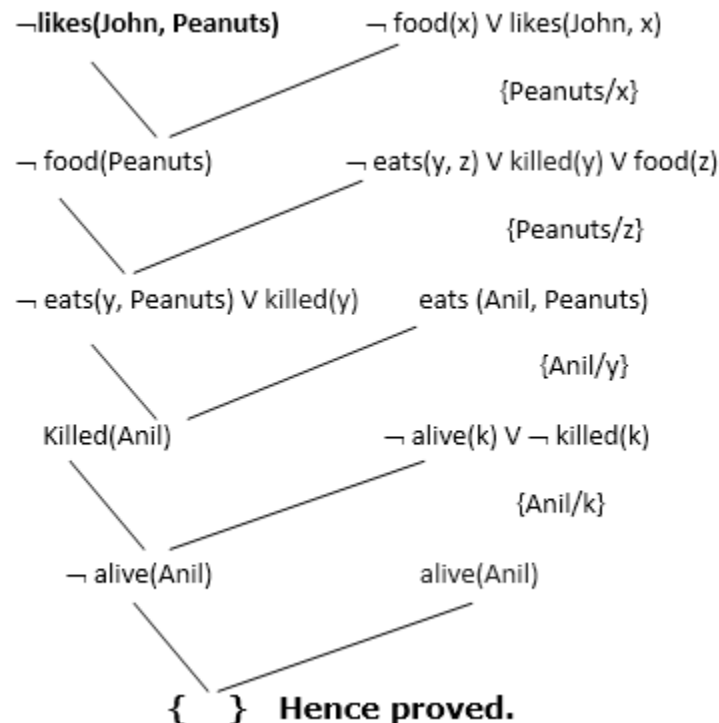 ¬likes(John, Peanuts) ¬ food(x) V likes(John, x)
{Peanuts/x}
¬ food(Peanuts) ¬ eats(y, z) V killed(y) V food(z)
{Peanuts/z}
¬ eats(y, Peanuts) V killed(y) eats (Anil, Peanuts)
{Anil/y}
Killed(Anil) ¬ alive(k) V ¬ killed(k)
{Anil/k}
¬ alive(Anil) alive(Anil)
{ } Hence proved.